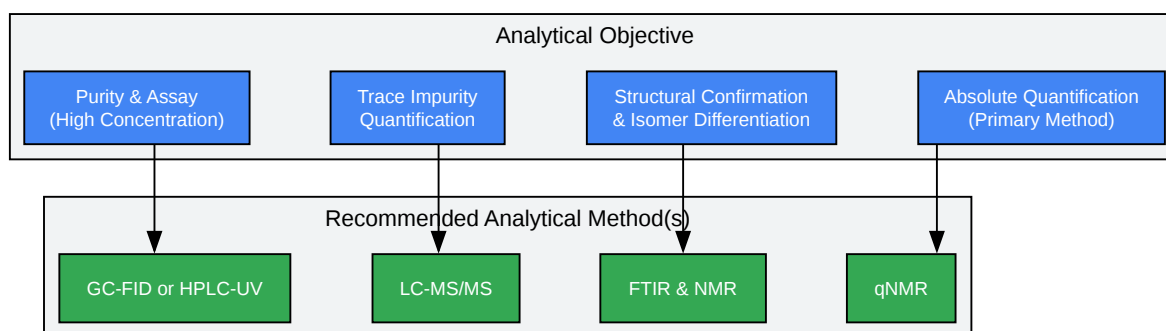 Analytical Objective
Purity & Assay
(High Concentration)
Trace Impurity
Quantification
Structural Confirmation
& Isomer Differentiation
Absolute Quantification
(Primary Method)
Recommended Analytical Method(s)
GC-FID or HPLC-UV
LC-MS/MS
FTIR & NMR
qNMR